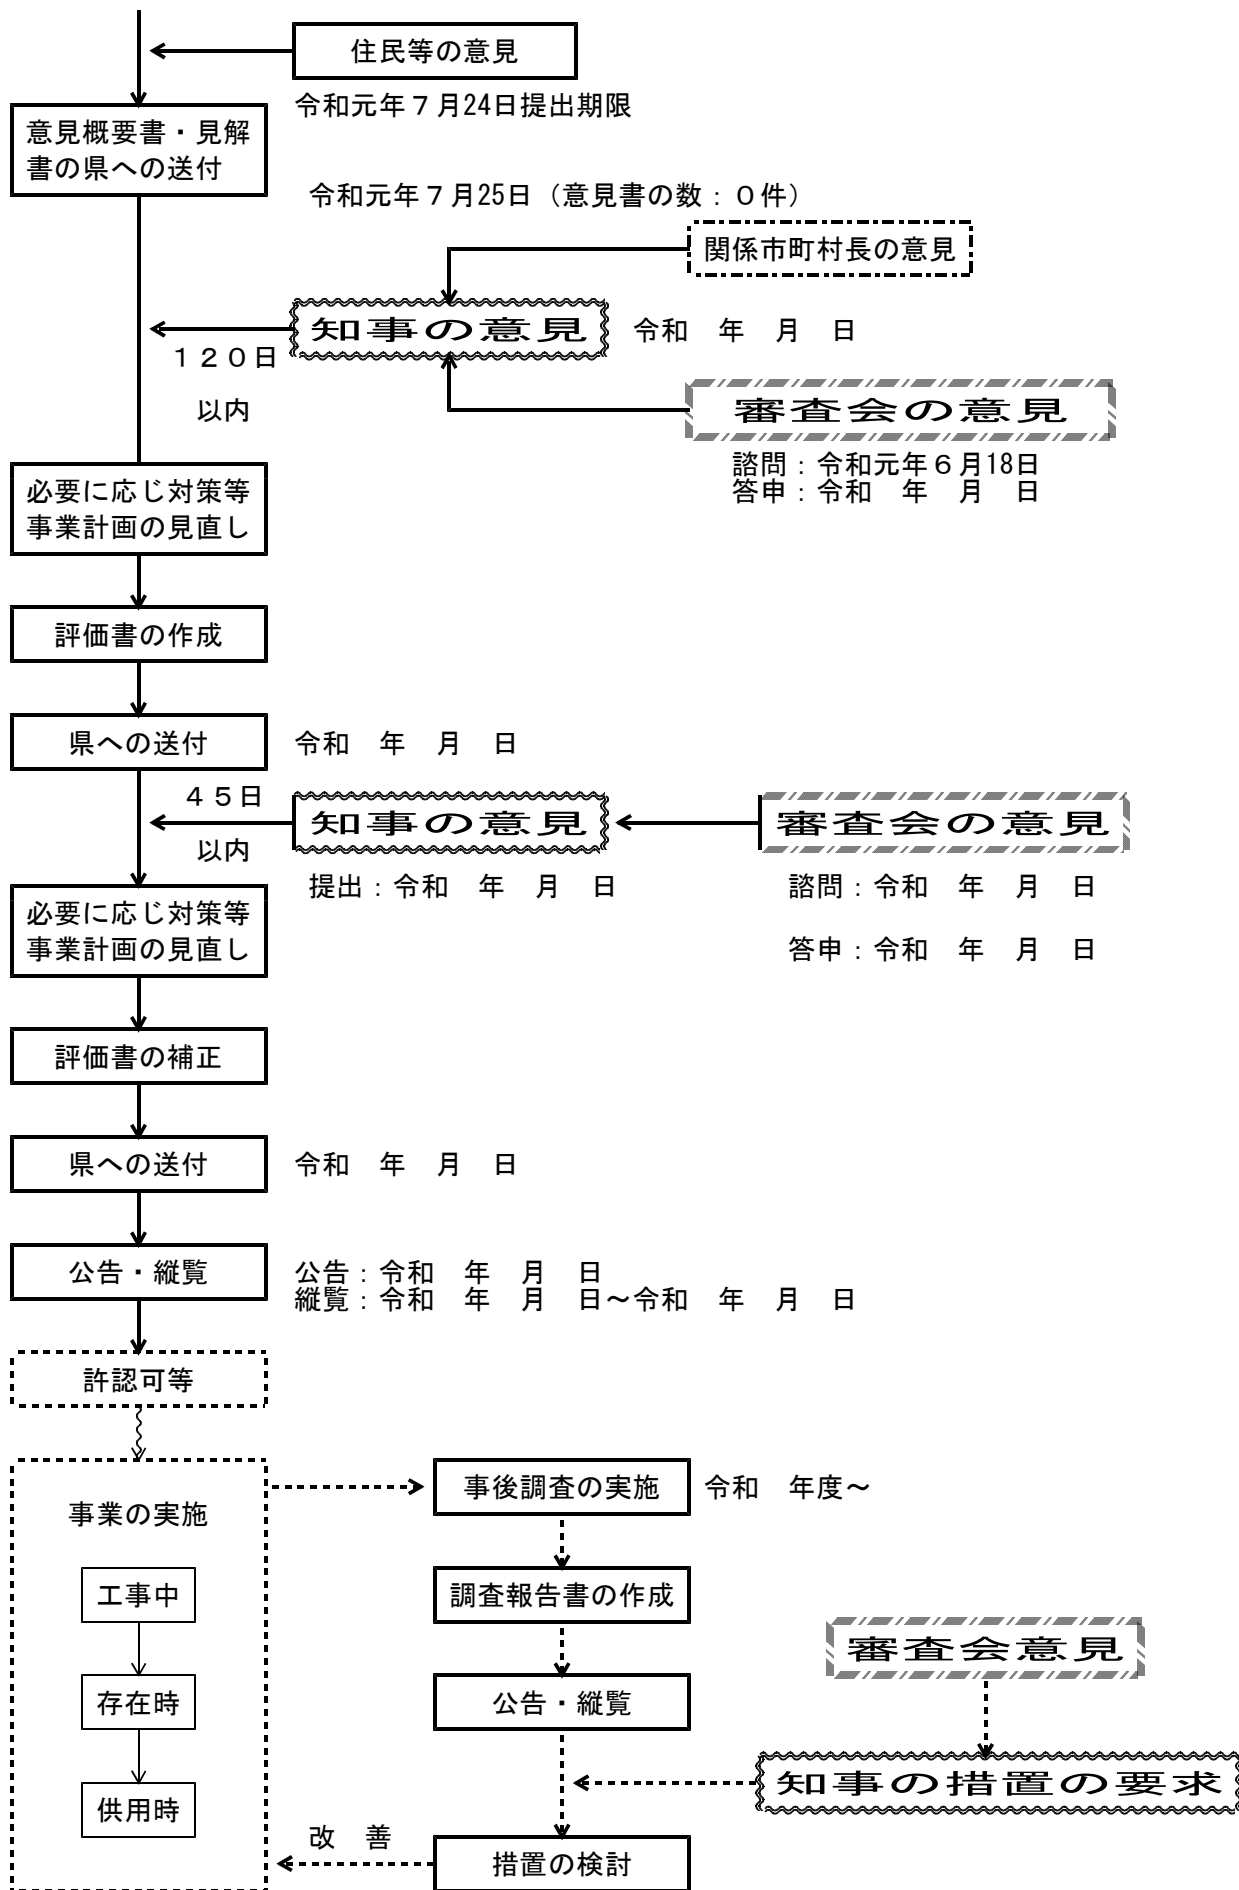 住民等の意見
令和元年７月24日提出期限
意見概要書・見解
書の県への送付
令和元年７月25日（意見書の数：０件）
関係市町村長の意見
知事の意見
令和　年　月　日
１２０日
以内
審査会の意見
諮問：令和元年６月18日
答申：令和　年　月　日
必要に応じ対策等
事業計画の見直し
評価書の作成
県への送付
令和　年　月　日
４５日
以内
知事の意見
審査会の意見
提出：令和　年　月　日
諮問：令和　年　月　日
答申：令和　年　月　日
必要に応じ対策等
事業計画の見直し
評価書の補正
県への送付
令和　年　月　日
公告・縦覧
公告：令和　年　月　日
縦覧：令和　年　月　日～令和　年　月　日
許認可等
事業の実施
工事中
存在時
供用時
事後調査の実施
令和　年度～
調査報告書の作成
審査会意見
公告・縦覧
知事の措置の要求
改　善
措置の検討